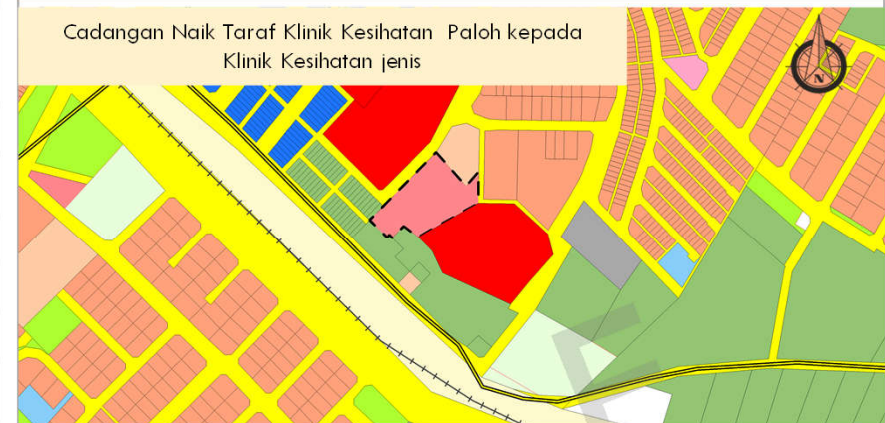 Cadangan Naik Taraf Klinik Kesihatan Paloh kepada
Klinik Kesihatan jenis
N